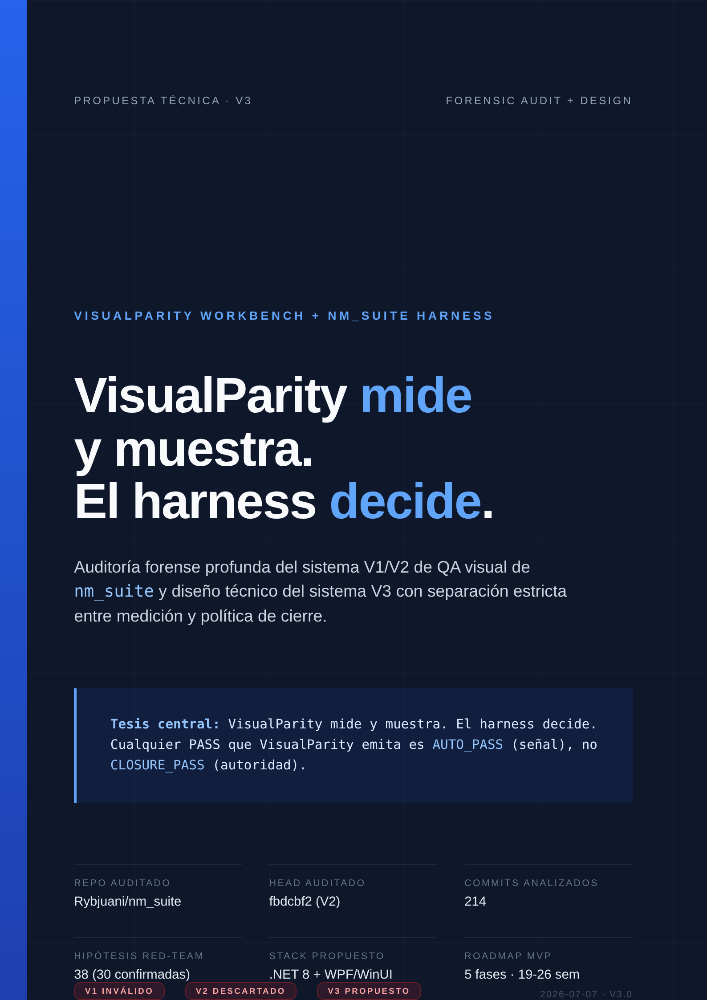 PROPUESTA TÉCNICA · V3
FORENSIC AUDIT + DESIGN
VISUALPARITY WORKBENCH + NM_SUITE HARNESS
VisualParity mide
y muestra.
El harness decide.
Auditoría forense profunda del sistema V1/V2 de QA visual de
nm_suite y diseño técnico del sistema V3 con separación estricta
entre medición y política de cierre.
Tesis central: VisualParity mide y muestra. El harness decide.
Cualquier PASS que VisualParity emita es AUTO_PASS (señal), no
CLOSURE_PASS (autoridad).
REPO AUDITADO
Rybjuani/nm_suite
HEAD AUDITADO
fbdcbf2 (V2)
COMMITS ANALIZADOS
214
HIPÓTESIS RED-TEAM
38 (30 confirmadas)
STACK PROPUESTO
.NET 8 + WPF/WinUI
ROADMAP MVP
5 fases · 19-26 sem
V1 INVÁLIDO
V2 DESCARTADO
V3 PROPUESTO
2026-07-07 · V3.0